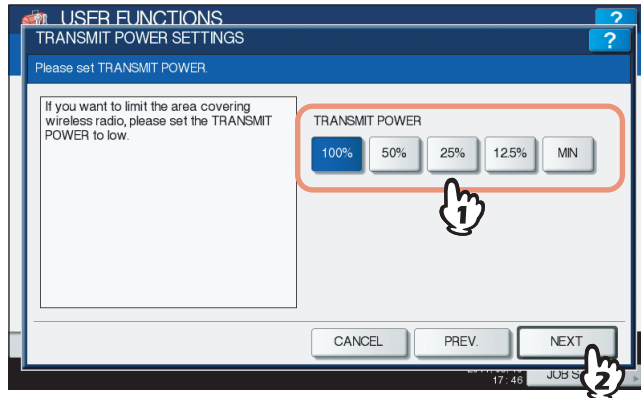 USER FUNCTIONS
?
TRANSMIT POWER SETTINGS
?
Please set TRANSMIT POWER.
If you want to limit the area covering
wireless radio, please set the TRANSMIT
POWER to low.
TRANSMIT POWER
100%
50%
25%
12.5%
MIN
1
CANCEL
PREV.
NEXT
17:46
JOB S
2